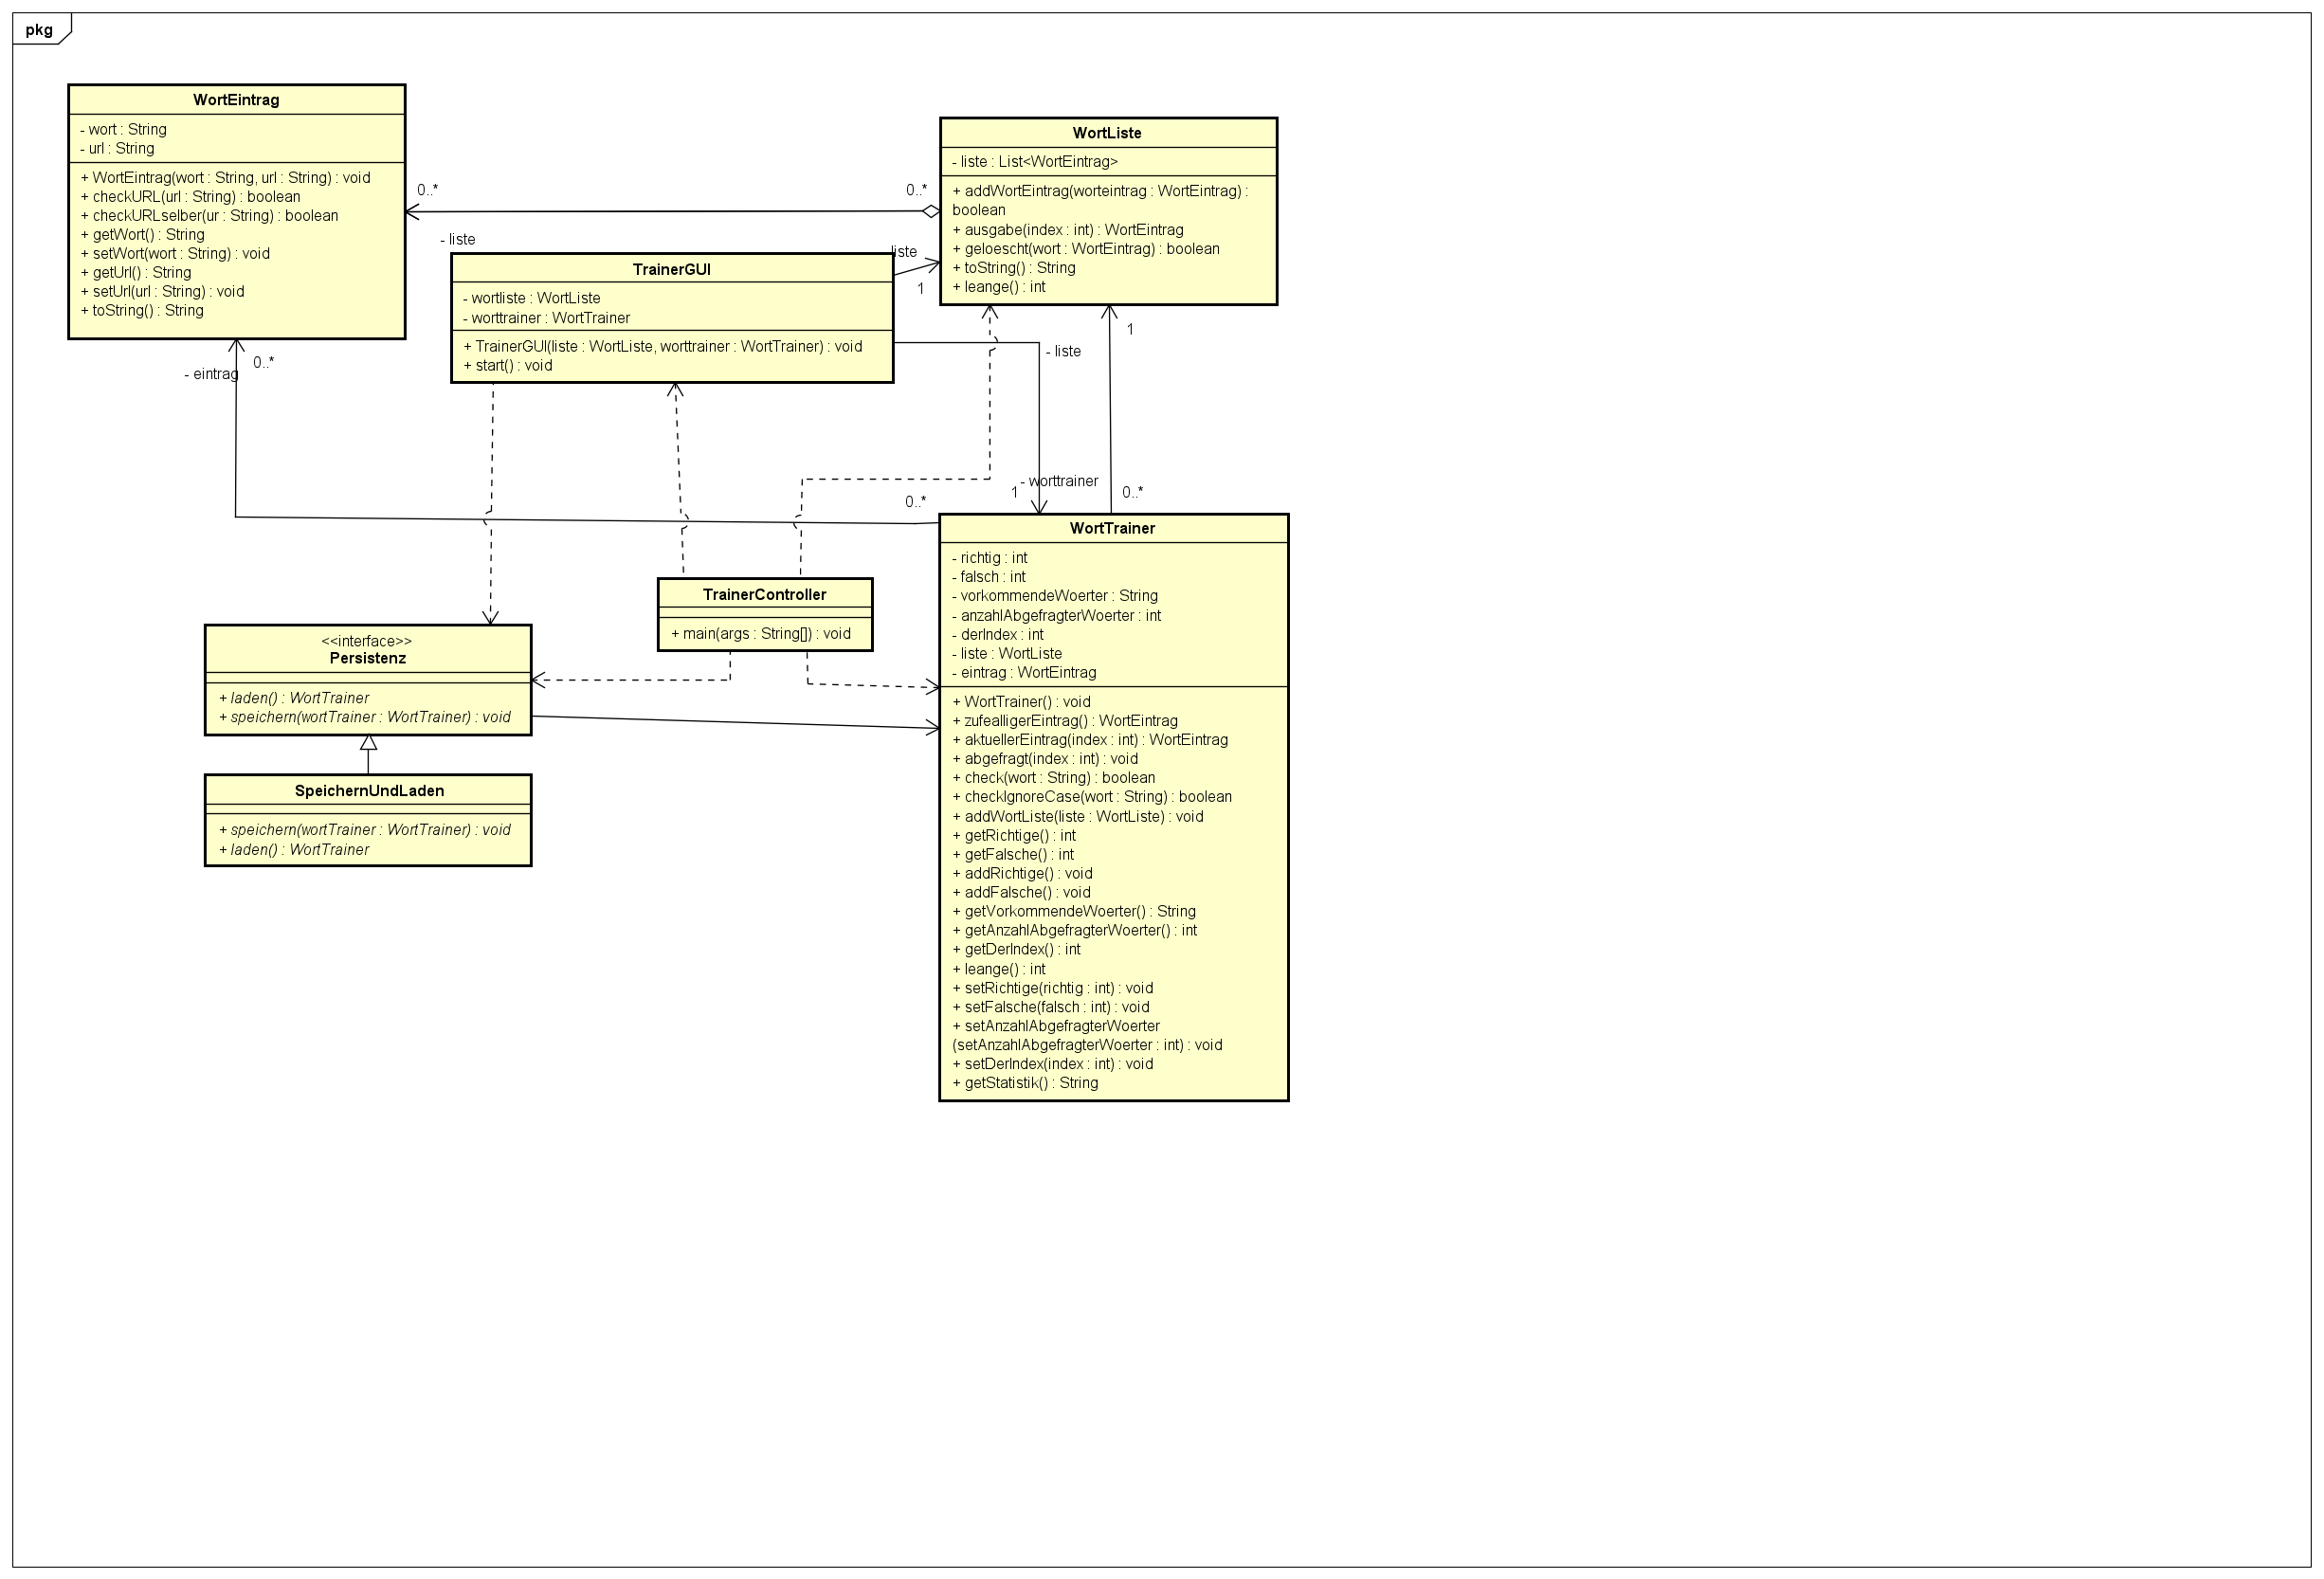 pkg
WortEintrag
- wort : String
- url : String
+ WortEintrag(wort : String, url : String) : void
+ checkURL(url : String) : boolean
+ checkURLselber(ur : String) : boolean
+ getWort() : String
+ setWort(wort : String) : void
+ getUrl() : String
+ setUrl(url : String) : void
+ toString() : String
0..*
- liste
0..*
WortListe
- liste : List<WortEintrag>
+ addWortEintrag(worteintrag : WortEintrag) :
boolean
+ ausgabe(index : int) : WortEintrag
+ geloescht(wort : WortEintrag) : boolean
+ toString() : String
+ leange() : int
TrainerGUI
- wortliste : WortListe
- worttrainer : WortTrainer
+ TrainerGUI(liste : WortListe, worttrainer : WortTrainer) : void
+ start() : void
liste
1
1
- liste
- eintrag
0..*
- worttrainer
1
0..*
0..*
TrainerController
+ main(args : String[]) : void
<<interface>>
Persistenz
+ laden() : WortTrainer
+ speichern(wortTrainer : WortTrainer) : void
SpeichernUndLaden
+ speichern(wortTrainer : WortTrainer) : void
+ laden() : WortTrainer
WortTrainer
- richtig : int
- falsch : int
- vorkommendeWoerter : String
- anzahlAbgefragterWoerter : int
- derIndex : int
- liste : WortListe
- eintrag : WortEintrag
+ WortTrainer() : void
+ zufealligerEintrag() : WortEintrag
+ aktuellerEintrag(index : int) : WortEintrag
+ abgefragt(index : int) : void
+ check(wort : String) : boolean
+ checkIgnoreCase(wort : String) : boolean
+ addWortListe(liste : WortListe) : void
+ getRichtige() : int
+ getFalsche() : int
+ addRichtige() : void
+ addFalsche() : void
+ getVorkommendeWoerter() : String
+ getAnzahlAbgefragterWoerter() : int
+ getDerIndex() : int
+ leange() : int
+ setRichtige(richtig : int) : void
+ setFalsche(falsch : int) : void
+ setAnzahlAbgefragterWoerter
(setAnzahlAbgefragterWoerter : int) : void
+ setDerIndex(index : int) : void
+ getStatistik() : String